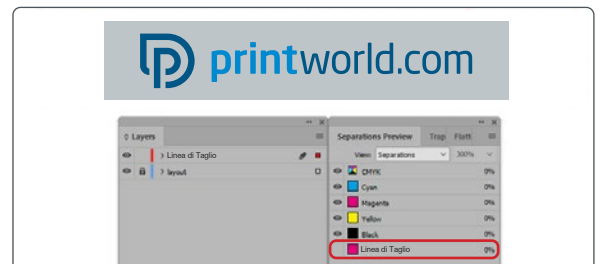 printworld.com
Layers
Linea di Taglio
layout
Separations Preview Trap Flatt
View: Separations 300%
CMYK 0%
Cyan 0%
Magenta 0%
Yellow 0%
Black 0%
Linea di Taglio 0%